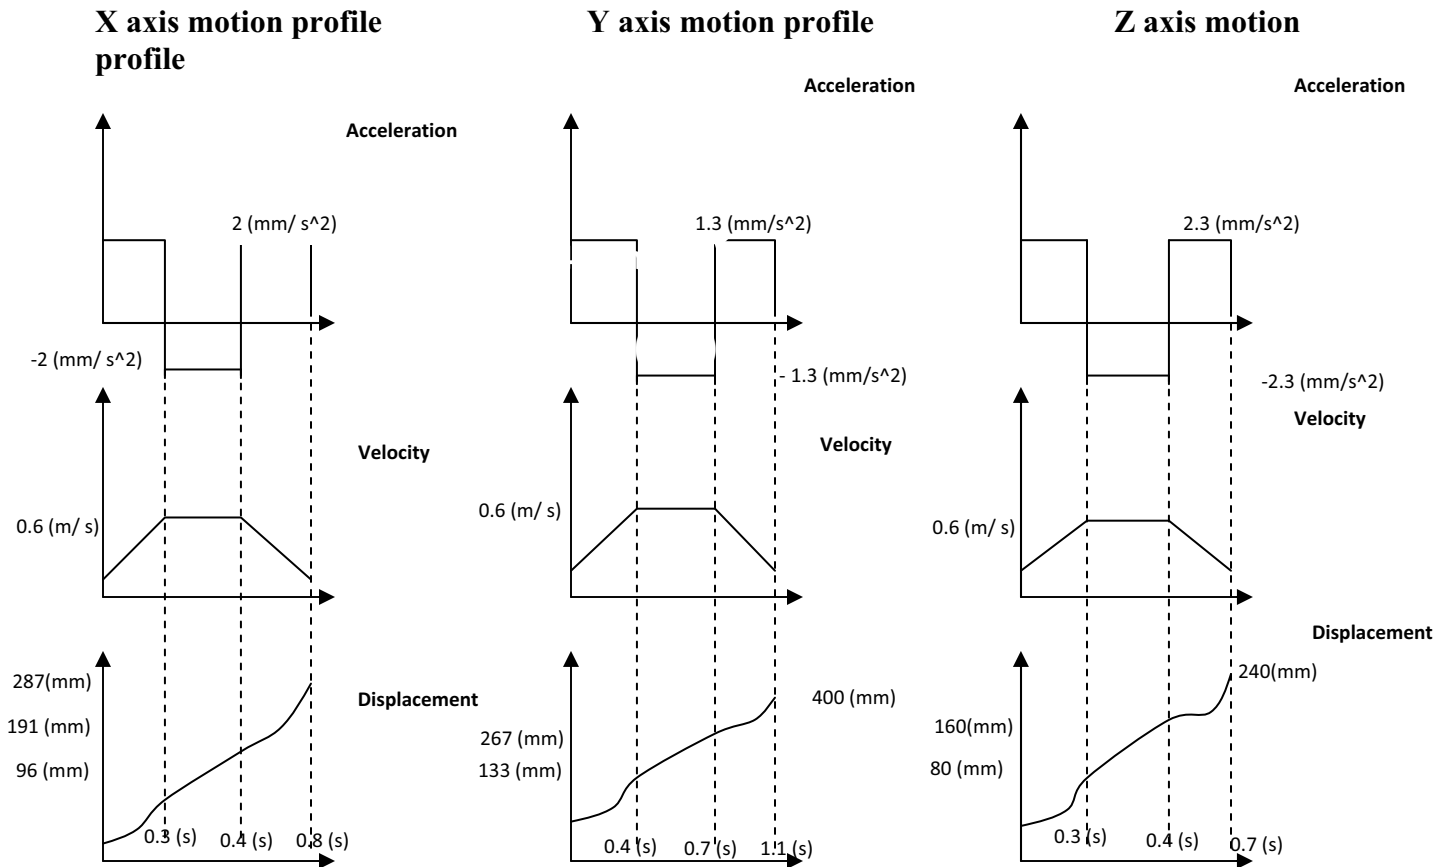 X axis motion profile
profile
Y axis motion profile
Z axis motion
Acceleration
2 (mm/ s^2)
-2 (mm/ s^2)
Velocity
0.6 (m/ s)
Displacement
287(mm)
191 (mm)
96 (mm)
0.3 (s)
0.4 (s)
0.8 (s)
Acceleration
1.3 (mm/s^2)
- 1.3 (mm/s^2)
Velocity
0.6 (m/s)
400 (mm)
267 (mm)
133 (mm)
0.4 (s)
0.7 (s)
1.1 (s)
Acceleration
2.3 (mm/s^2)
-2.3 (mm/s^2)
Velocity
0.6 (m/s)
Displacement
240(mm)
160(mm)
80 (mm)
0.3 (s)
0.4 (s)
0.7 (s)